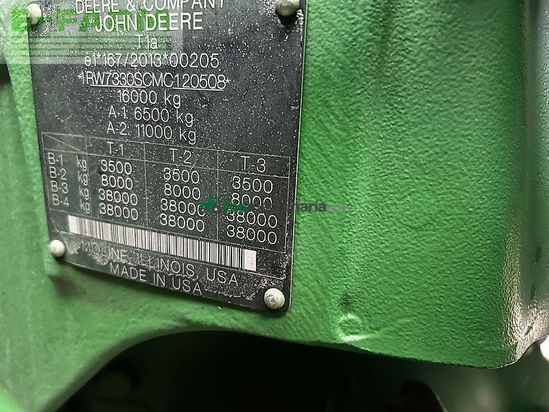 DEERE & COMPANY
JOHN DEERE
T1a
e1*167/2013*00205
*1RW7330SCMC120508*
16000 kg
A-1: 6500 kg
A-2: 11000 kg
T-1 T-2 T-3
B-1 kg 3500 3500 3500
B-2 kg 8000 8000 8000
B-3 kg 38000 38000 38000
B-4 kg 38000 38000 38000
MOLINE, ILLINOIS, USA
MADE IN USA